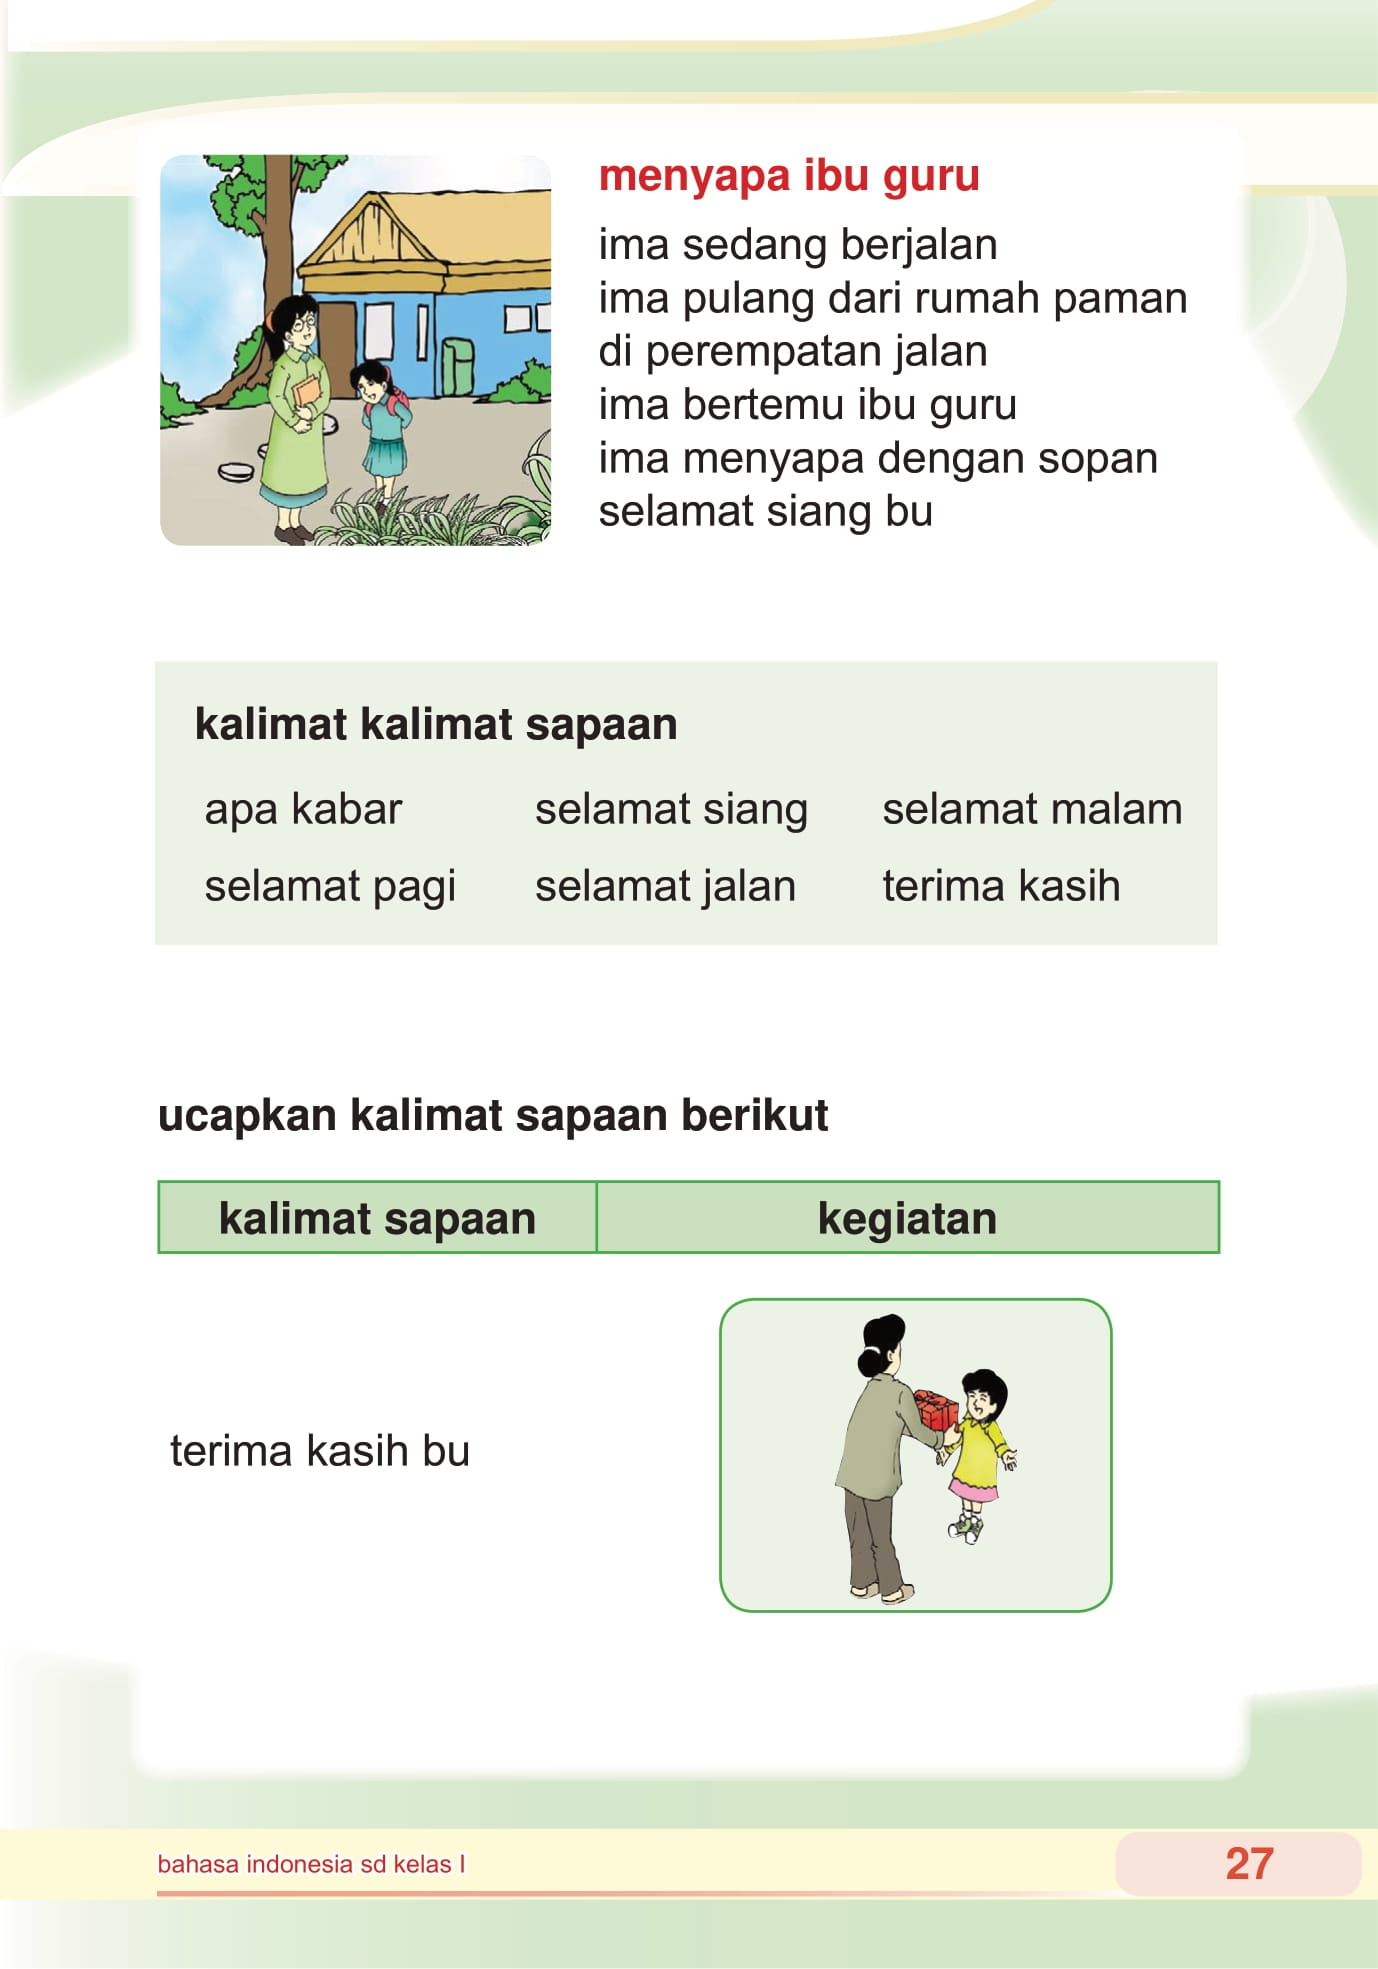 menyapa ibu guru
ima sedang berjalan
ima pulang dari rumah paman
di perempatan jalan
ima bertemu ibu guru
ima menyapa dengan sopan
selamat siang bu
kalimat kalimat sapaan
apa kabar selamat siang selamat malam
selamat pagi selamat jalan terima kasih
ucapkan kalimat sapaan berikut
kalimat sapaan kegiatan
terima kasih bu
bahasa indonesia sd kelas I 27